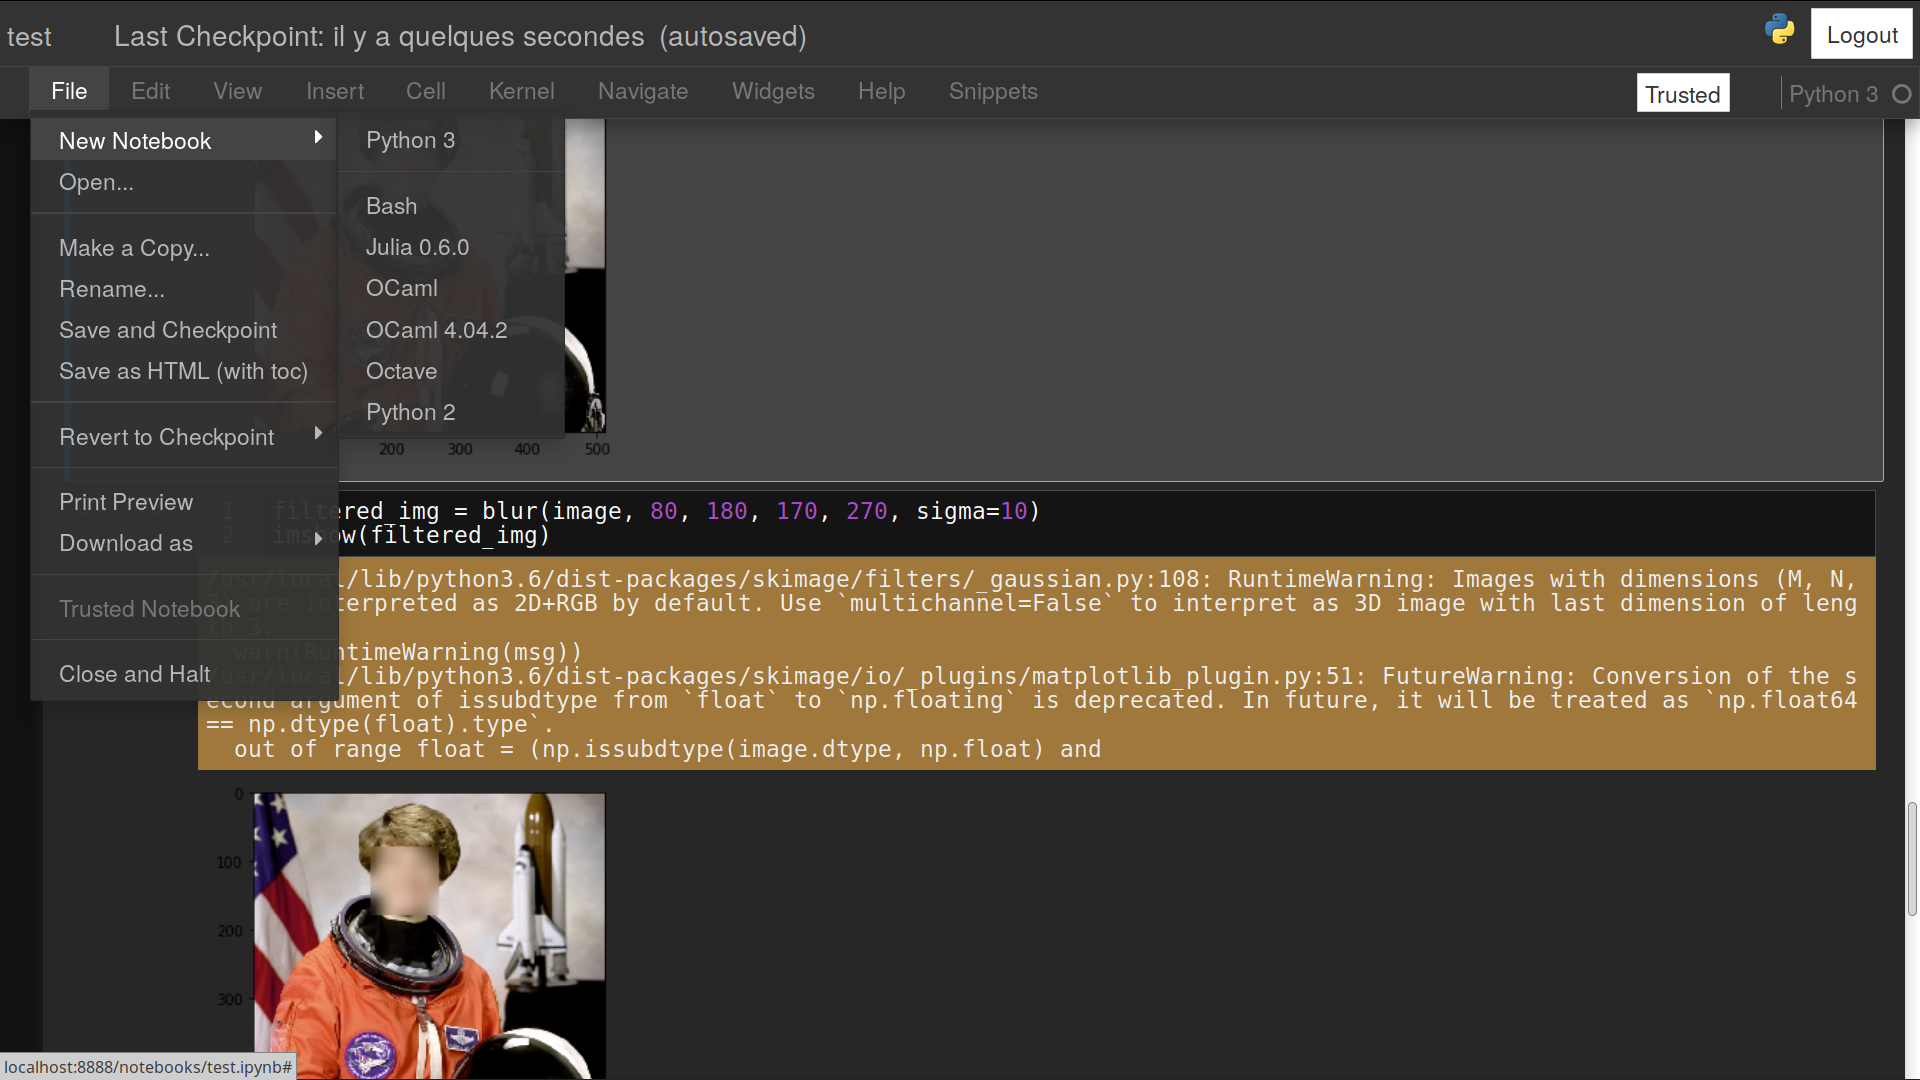 test Last Checkpoint: il y a quelques secondes (autosaved) Logout
File Edit View Insert Cell Kernel Navigate Widgets Help Snippets Trusted Python 3
New Notebook
Open...
Make a Copy...
Rename...
Save and Checkpoint
Save as HTML (with toc)
Revert to Checkpoint
Print Preview
Download as
Trusted Notebook
Close and Halt
Python 3
Bash
Julia 0.6.0
OCaml
OCaml 4.04.2
Octave
Python 2
200 300 400 500
1 filtered_img = blur(image, 80, 180, 170, 270, sigma=10)
2 imshow(filtered_img)
/usr/local/lib/python3.6/dist-packages/skimage/filters/_gaussian.py:108: RuntimeWarning: Images with dimensions (M, N,
3) are interpreted as 2D+RGB by default. Use `multichannel=False` to interpret as 3D image with last dimension of leng
th 3.
warn(RuntimeWarning(msg))
/usr/local/lib/python3.6/dist-packages/skimage/io/_plugins/matplotlib_plugin.py:51: FutureWarning: Conversion of the s
econd argument of issubdtype from `float` to `np.floating` is deprecated. In future, it will be treated as `np.float64
== np.dtype(float).type`.
out of range float = (np.issubdtype(image.dtype, np.float) and
0
100
200
300
localhost:8888/notebooks/test.ipynb#